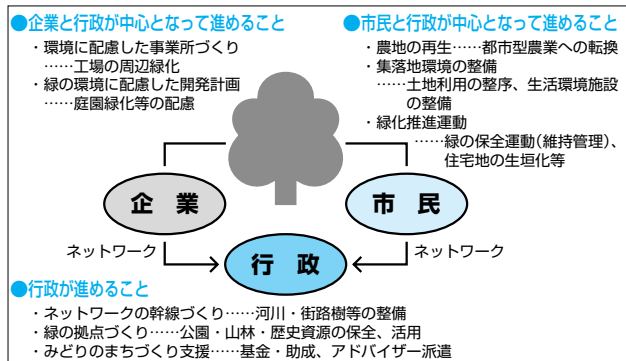 ●企業と行政が中心となって進めること
・環境に配慮した事業所づくり
……工場の周辺緑化
・緑の環境に配慮した開発計画
……庭園緑化等の配慮
●市民と行政が中心となって進めること
・農地の再生……都市型農業への転換
・集落地環境の整備
……土地利用の整序、生活環境施設
の整備
・緑化推進運動
……緑の保全運動(維持管理)、
住宅地の生垣化等
企 業
市 民
ネットワーク
行 政
ネットワーク
●行政が進めること
・ネットワークの幹線づくり……河川・街路樹等の整備
・緑の拠点づくり……公園・山林・歴史資源の保全、活用
・みどりのまちづくり支援……基金・助成、アドバイザー派遣